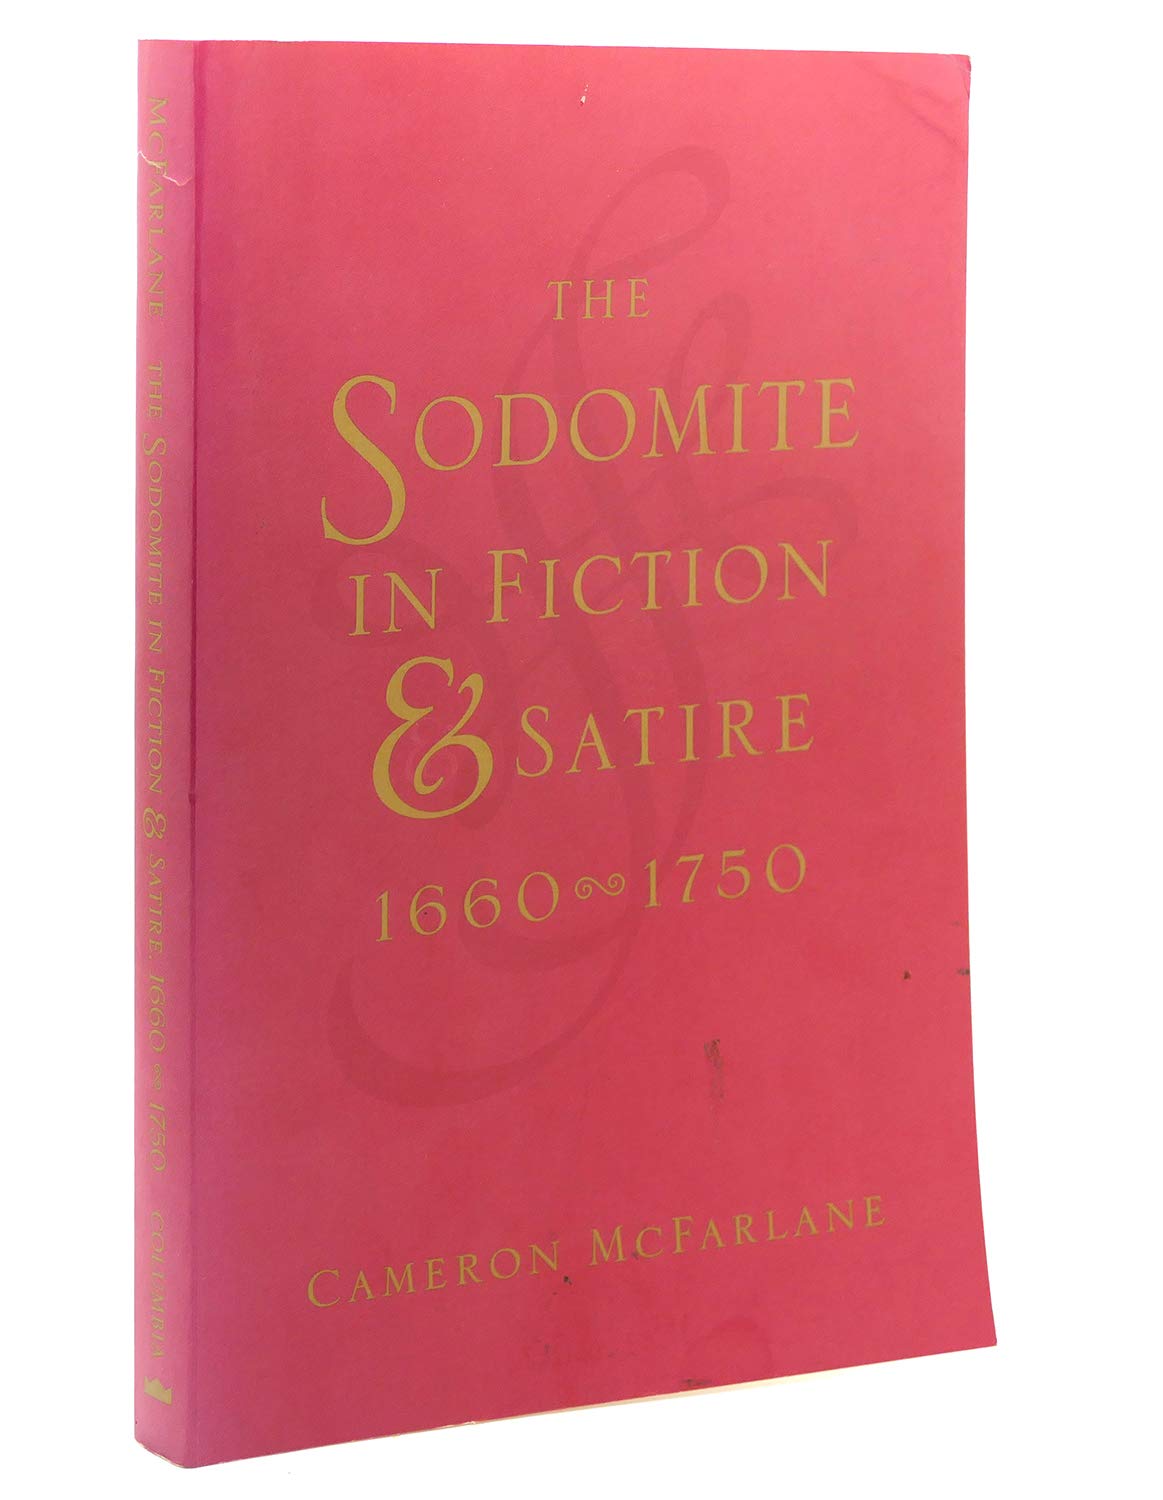 THE
SODOMITE
IN FICTION
& SATIRE
1660~1750
CAMERON MCFARLANE
MCFARLANE THE SODOMITE IN FICTION & SATIRE, 1660~1750 COLUMBIA